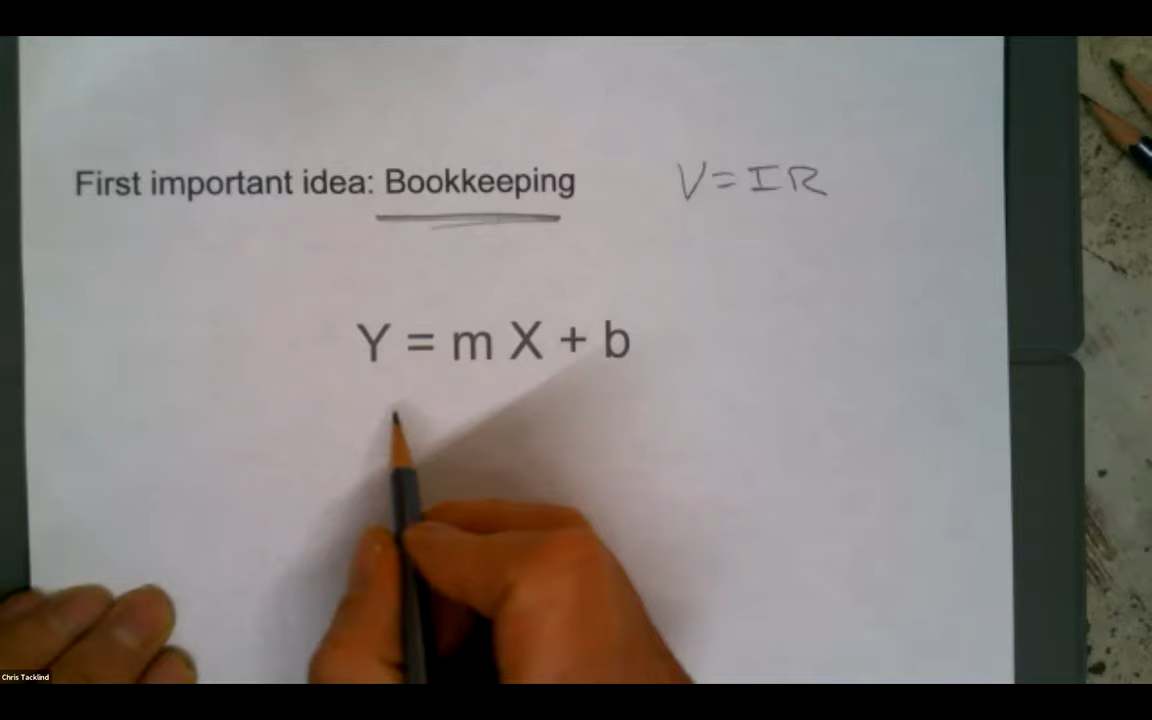 First important idea: Bookkeeping V=IR
Y = m X + b
Chris Tacklind